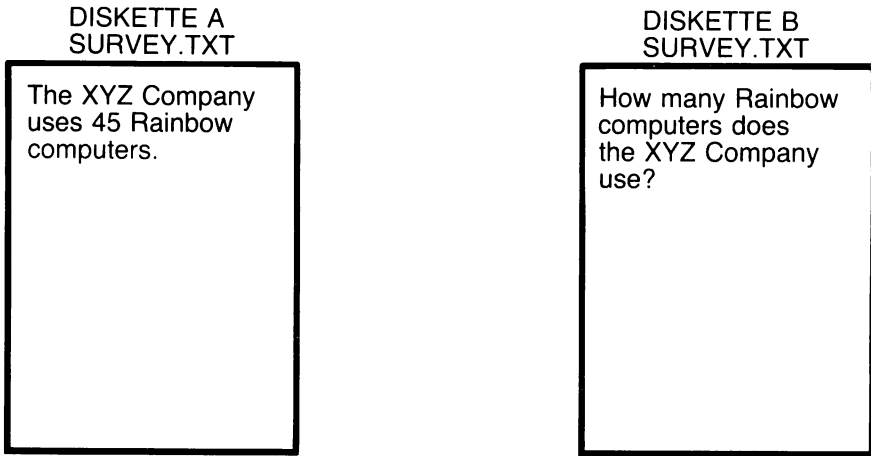 DISKETTE A
SURVEY.TXT
The XYZ Company
uses 45 Rainbow
computers.
DISKETTE B
SURVEY.TXT
How many Rainbow
computers does
the XYZ Company
use?